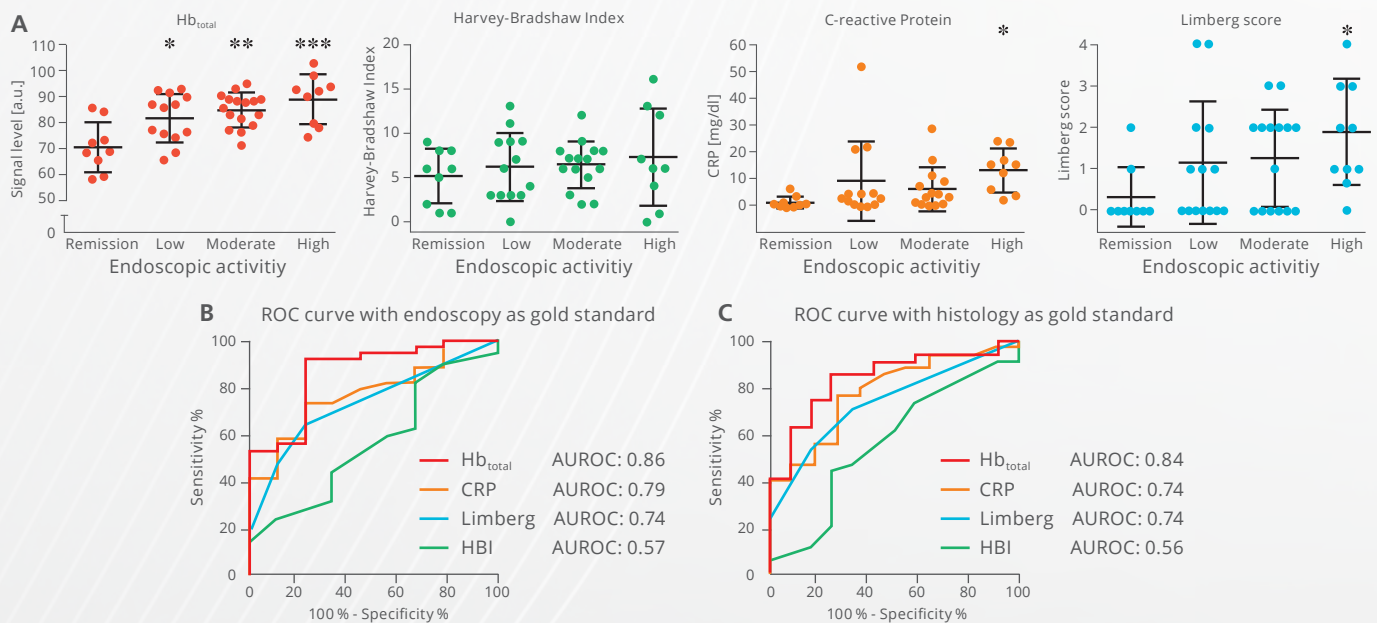 A
Hb_total
* ** ***
Signal level [a.u.]
110
100
90
80
70
60
50
0
Remission Low Moderate High
Endoscopic activitiy
Harvey-Bradshaw Index
Harvey-Bradshaw Index
20
15
10
5
0
Remission Low Moderate High
Endoscopic activitiy
C-reactive Protein
*
CRP [mg/dl]
60
50
40
30
20
10
0
Remission Low Moderate High
Endoscopic activitiy
Limberg score
*
Limberg score
4
3
2
1
0
Remission Low Moderate High
Endoscopic activitiy
B ROC curve with endoscopy as gold standard
Sensitivity %
100
80
60
40
20
0
Hb_total AUROC: 0.86
CRP AUROC: 0.79
Limberg AUROC: 0.74
HBI AUROC: 0.57
0 20 40 60 80 100
100 % - Specificity %
C ROC curve with histology as gold standard
Sensitivity %
100
80
60
40
20
0
Hb_total AUROC: 0.84
CRP AUROC: 0.74
Limberg AUROC: 0.74
HBI AUROC: 0.56
0 20 40 60 80 100
100 % - Specificity %